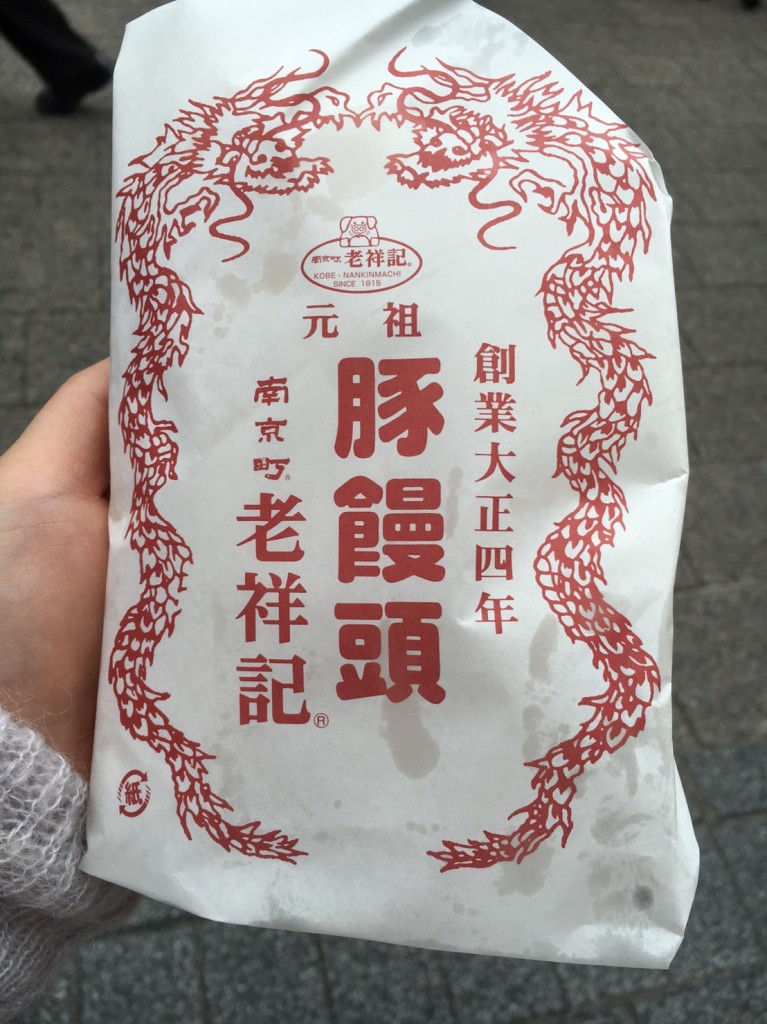 南京町 老祥記®
KOBE・NANKINMACHI
SINCE 1915
元祖
創業大正四年
豚饅頭
南京町®
老祥記®
紙